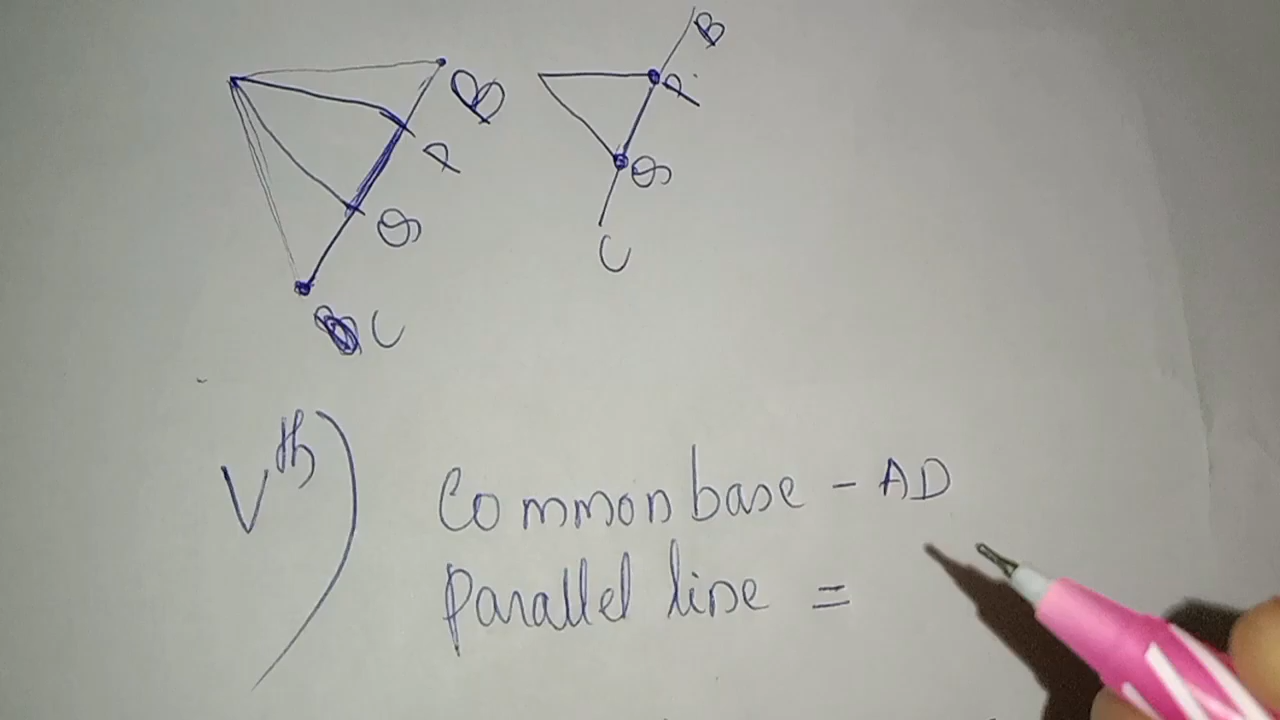 B
B
P
P.
Q
Q
C
C
Vth)
Common base - AD
Parallel line =